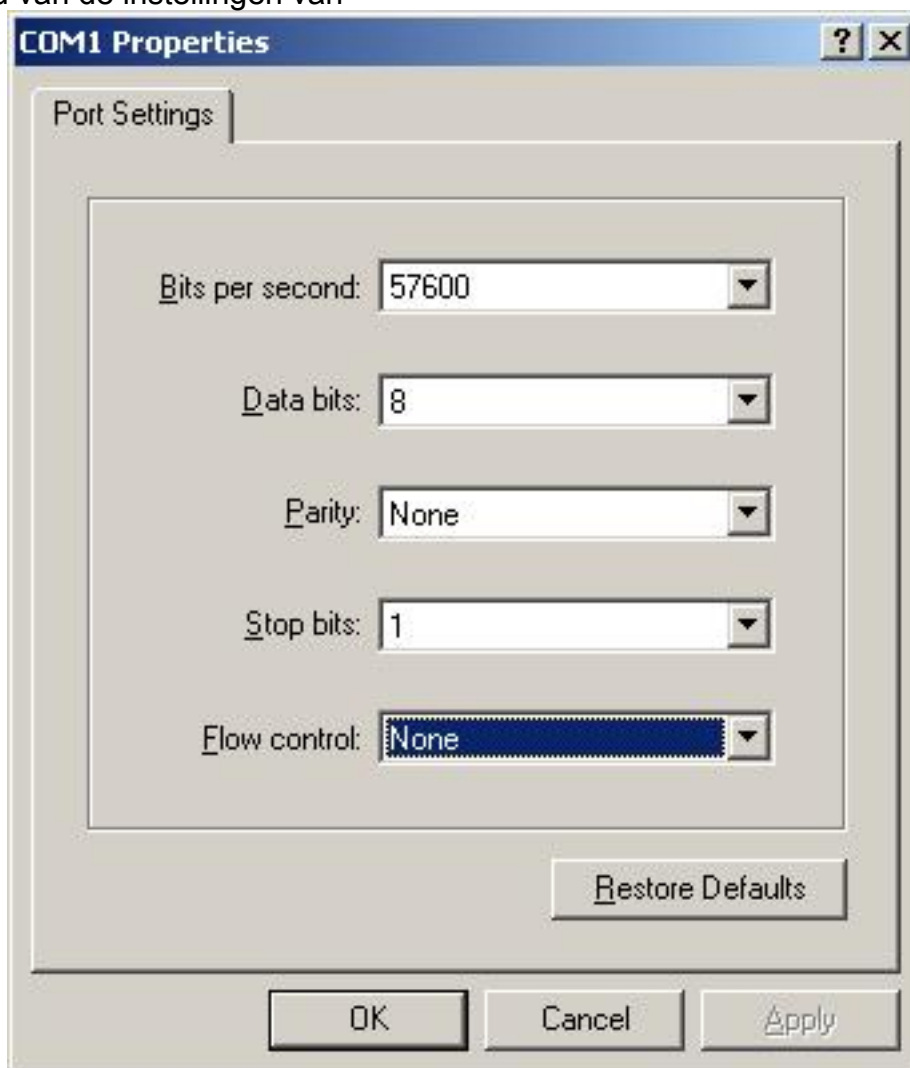 van de instellingen van
COM1 Properties
Port Settings
Bits per second: 57600
Data bits: 8
Parity: None
Stop bits: 1
Flow control: None
Restore Defaults
OK Cancel Apply